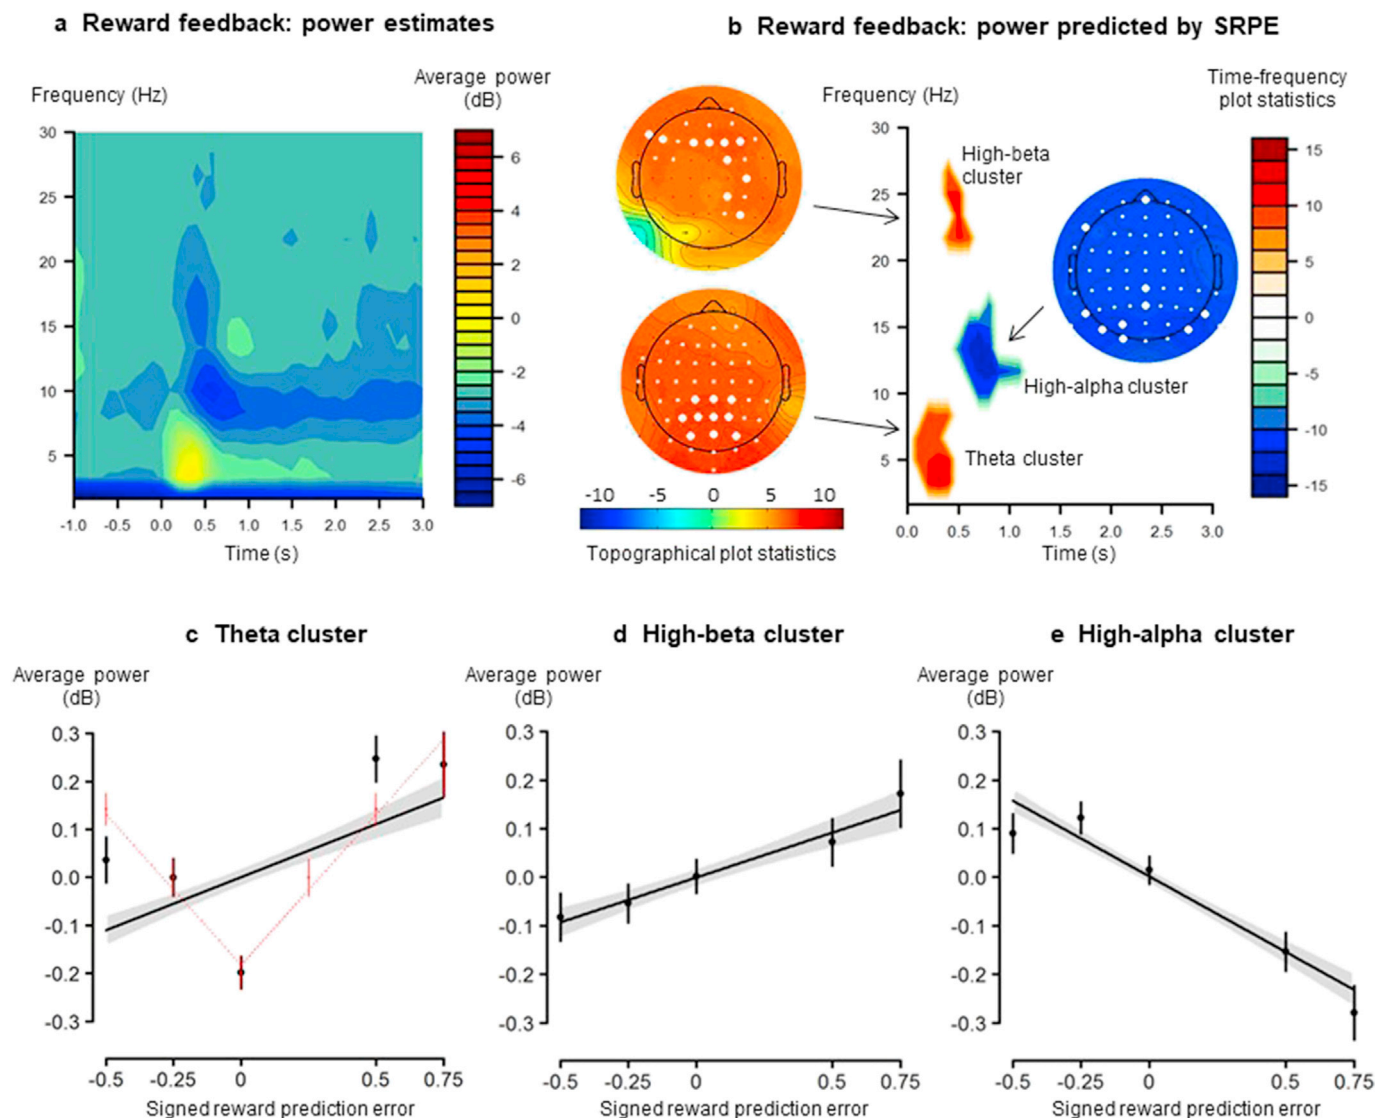 a Reward feedback: power estimates
b Reward feedback: power predicted by SRPE
Frequency (Hz)
Average power
(dB)
30
25
20
15
10
5
-1.0 -0.5 0.0 0.5 1.0 1.5 2.0 2.5 3.0
Time (s)
6
4
2
0
-2
-4
-6
Frequency (Hz)
30
25
20
15
10
5
0.0 0.5 1.0 1.5 2.0 2.5 3.0
Time (s)
High-beta
cluster
High-alpha cluster
Theta cluster
-10 -5 0 5 10
Topographical plot statistics
Time-frequency
plot statistics
15
10
5
0
-5
-10
-15
c Theta cluster
Average power
(dB)
0.3
0.2
0.1
0.0
-0.1
-0.2
-0.3
-0.5 -0.25 0 0.5 0.75
Signed reward prediction error
d High-beta cluster
Average power
(dB)
0.3
0.2
0.1
0.0
-0.1
-0.2
-0.3
-0.5 -0.25 0 0.5 0.75
Signed reward prediction error
e High-alpha cluster
Average power
(dB)
0.3
0.2
0.1
0.0
-0.1
-0.2
-0.3
-0.5 -0.25 0 0.5 0.75
Signed reward prediction error